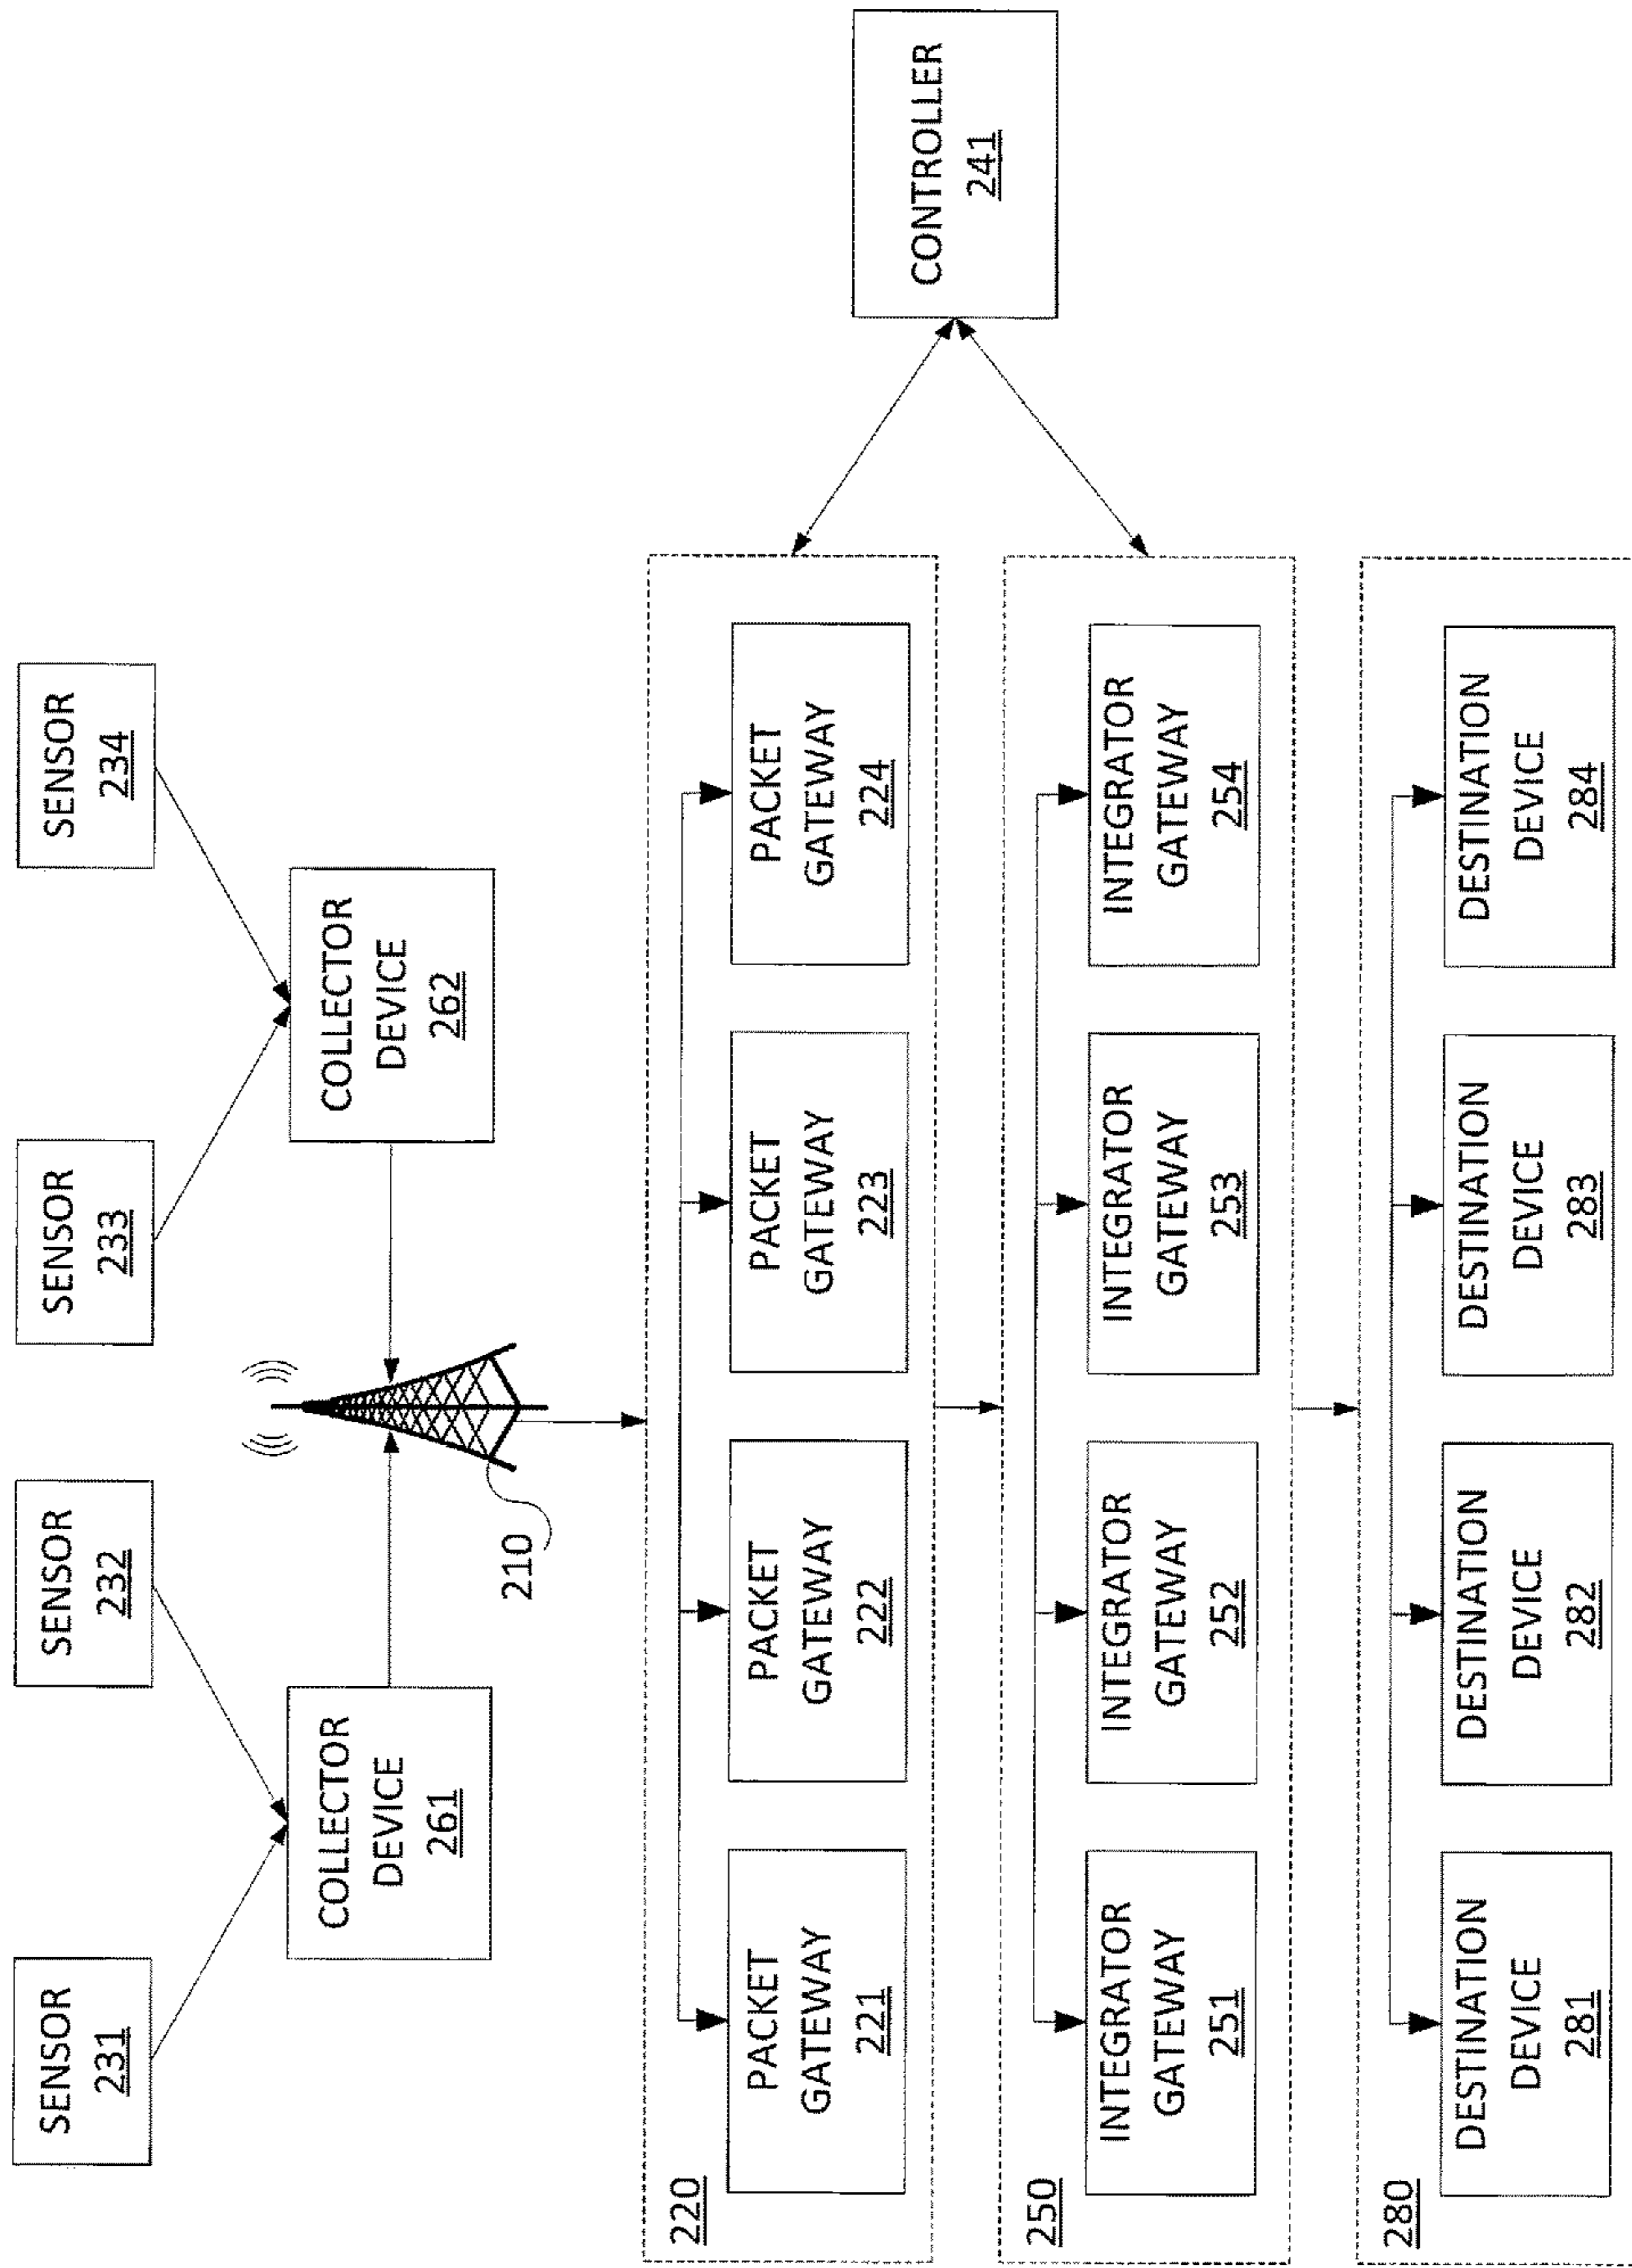 SENSOR
231
SENSOR
232
SENSOR
233
SENSOR
234
COLLECTOR
DEVICE
261
COLLECTOR
DEVICE
262
210
CONTROLLER
241
220
PACKET
GATEWAY
221
PACKET
GATEWAY
222
PACKET
GATEWAY
223
PACKET
GATEWAY
224
250
INTEGRATOR
GATEWAY
251
INTEGRATOR
GATEWAY
252
INTEGRATOR
GATEWAY
253
INTEGRATOR
GATEWAY
254
280
DESTINATION
DEVICE
281
DESTINATION
DEVICE
282
DESTINATION
DEVICE
283
DESTINATION
DEVICE
284